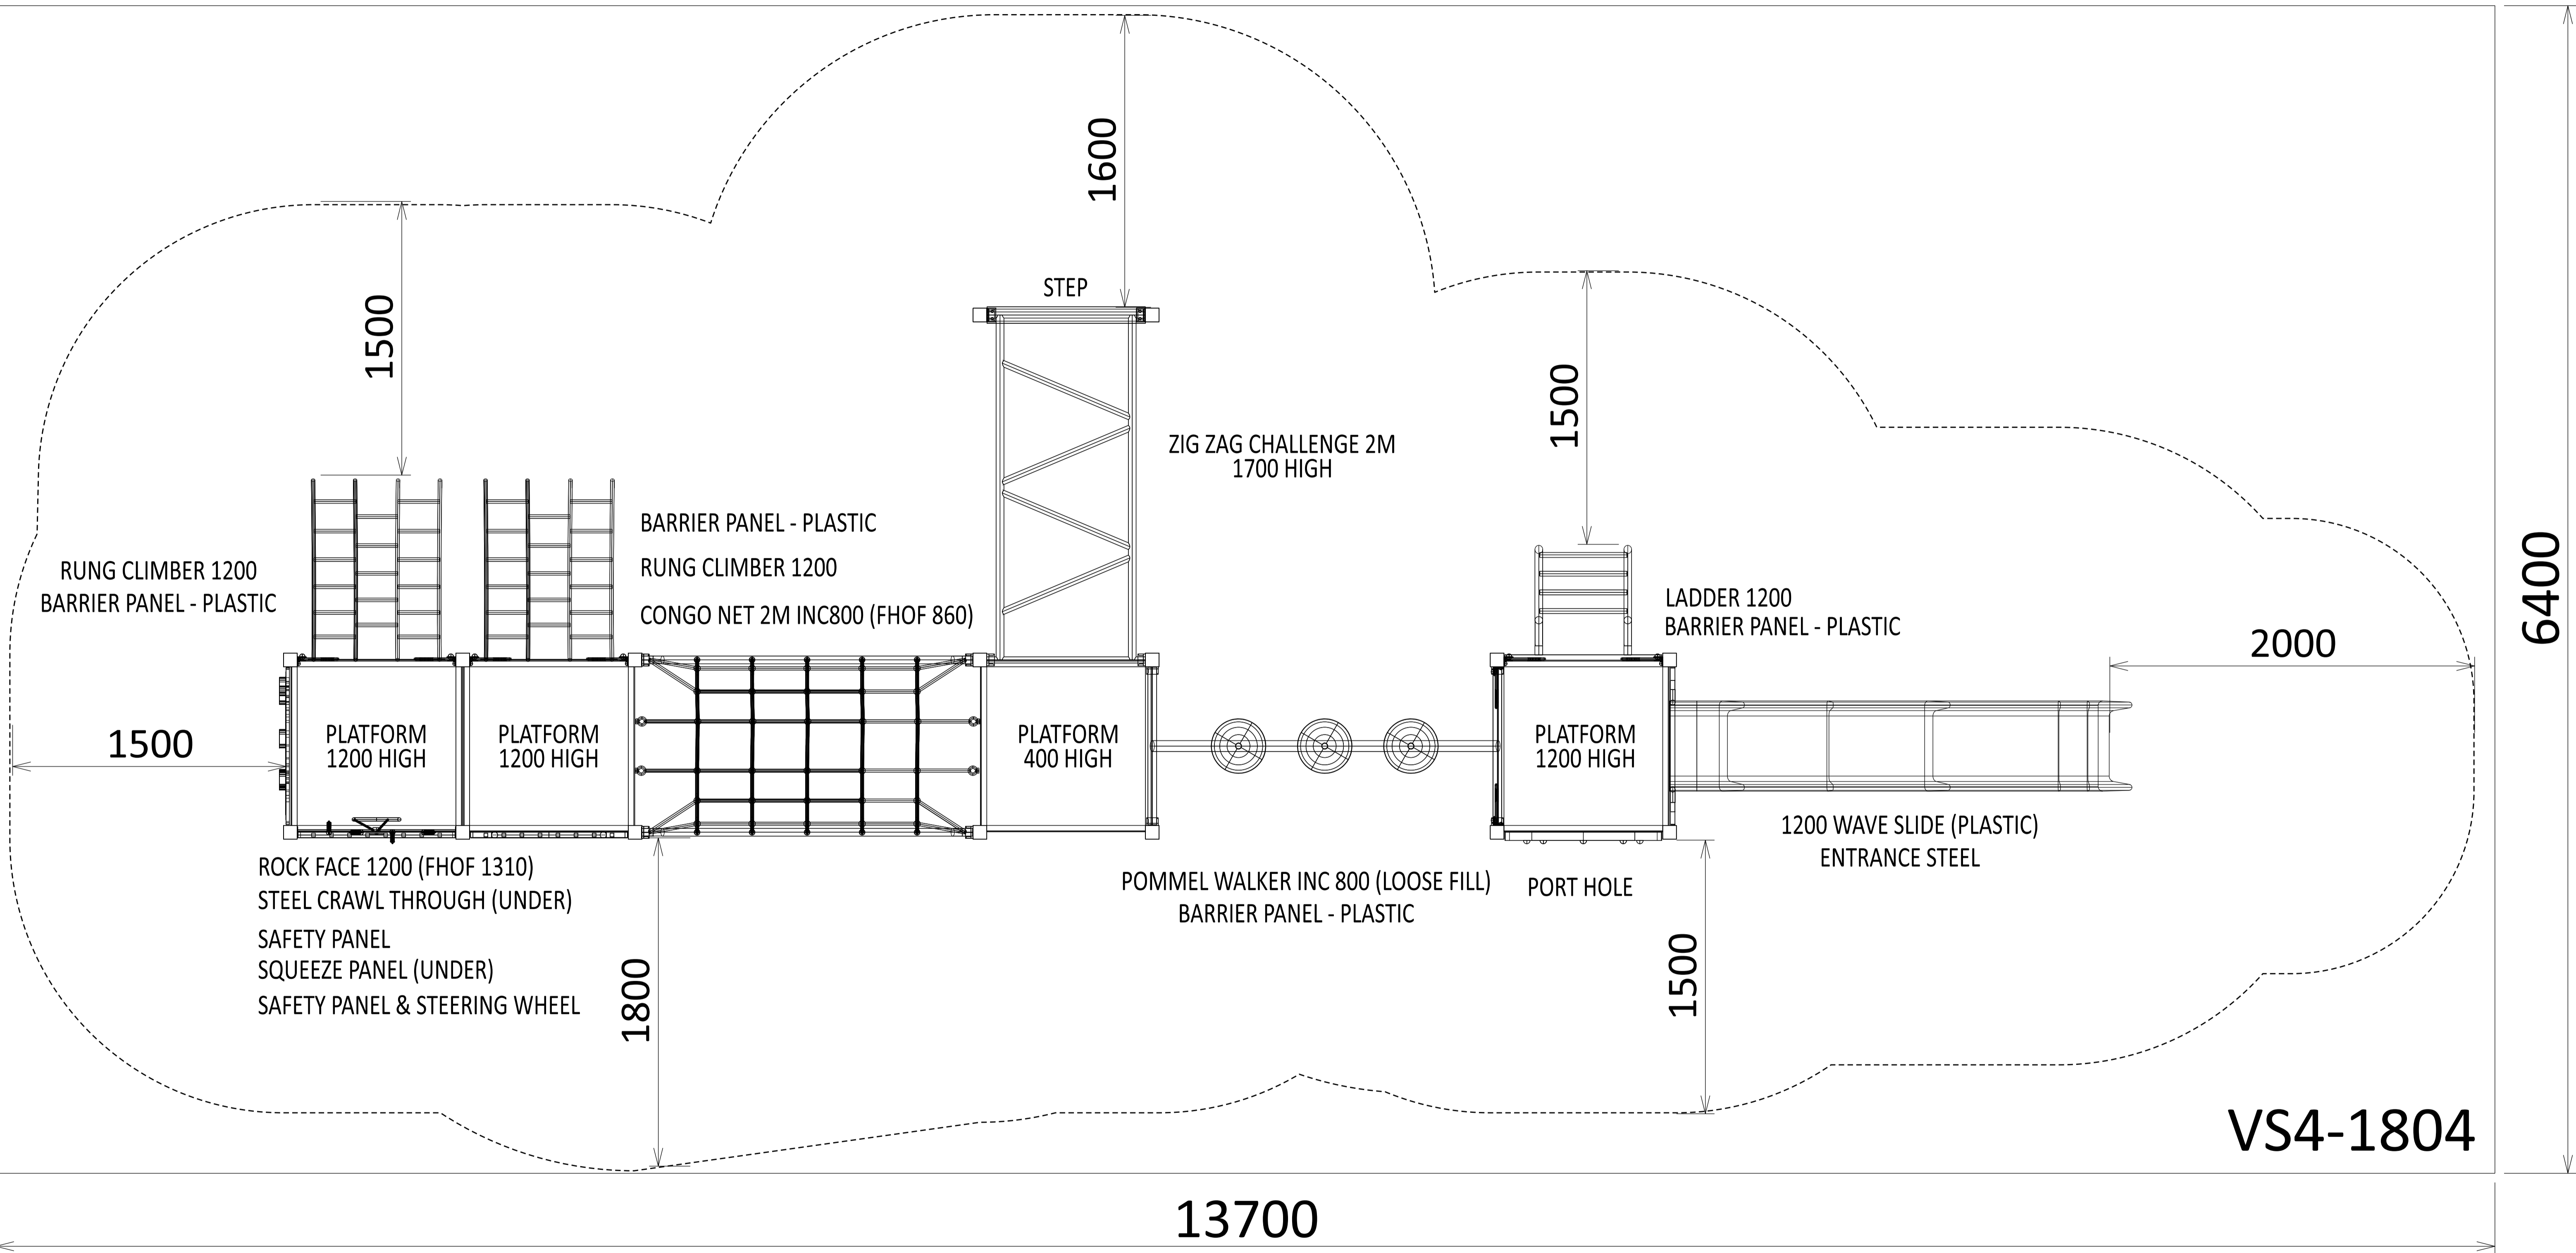 1600
1500
STEP
1500
ZIG ZAG CHALLENGE 2M
1700 HIGH
BARRIER PANEL - PLASTIC
RUNG CLIMBER 1200
CONGO NET 2M INC800 (FHOF 860)
RUNG CLIMBER 1200
BARRIER PANEL - PLASTIC
LADDER 1200
BARRIER PANEL - PLASTIC
2000
6400
1500
PLATFORM
1200 HIGH
PLATFORM
1200 HIGH
PLATFORM
400 HIGH
PLATFORM
1200 HIGH
1200 WAVE SLIDE (PLASTIC)
ENTRANCE STEEL
ROCK FACE 1200 (FHOF 1310)
STEEL CRAWL THROUGH (UNDER)
SAFETY PANEL
SQUEEZE PANEL (UNDER)
SAFETY PANEL & STEERING WHEEL
1800
POMMEL WALKER INC 800 (LOOSE FILL)
BARRIER PANEL - PLASTIC
PORT HOLE
1500
VS4-1804
13700